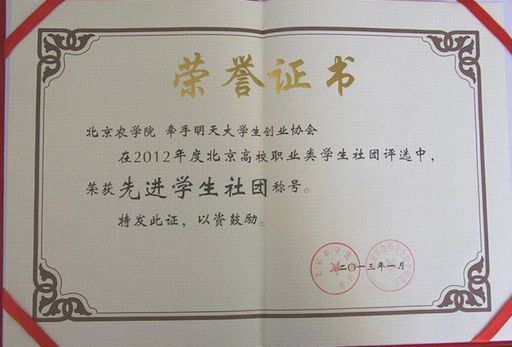 荣誉证书
北京农学院 牵手明天大学生创业协会
在2012年度北京高校职业类学生社团评选中,
荣获先进学生社团称号。
特发此证,以资鼓励。
二〇一三年一月